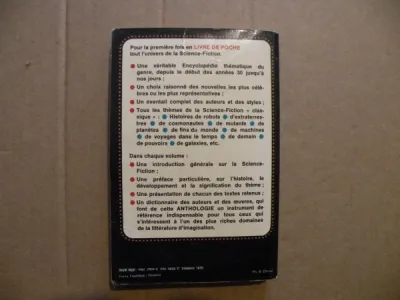 Pour la première fois en LIVRE DE POCHE
tout l'univers de la Science-Fiction.
● Une véritable Encyclopédie thématique du
genre, depuis le début des années 30 jusqu'à
nos jours ;
● Un choix raisonné des nouvelles les plus célè-
bres ou les plus représentatives ;
● Un éventail complet des auteurs et des styles ;
● Tous les thèmes de la Science-Fiction « clas-
sique » : ● Histoires de robots ● d'extraterres-
tres ● de cosmonautes ● de mutants ● de
planètes ● de fins du monde ● de machines
● de voyages dans le temps ● de demain ●
de pouvoirs ● de galaxies, etc.
Dans chaque volume :
● Une introduction générale sur la Science-
Fiction ;
● Une préface particulière, sur l'histoire, le
développement et la signification du thème ;
● Une présentation de chacun des textes retenus ;
● Un dictionnaire des auteurs et des œuvres, qui
font de cette ANTHOLOGIE un instrument de
référence indispensable pour tous ceux qui
s'intéressent à l'un des plus riches domaines
de la littérature d'imagination.